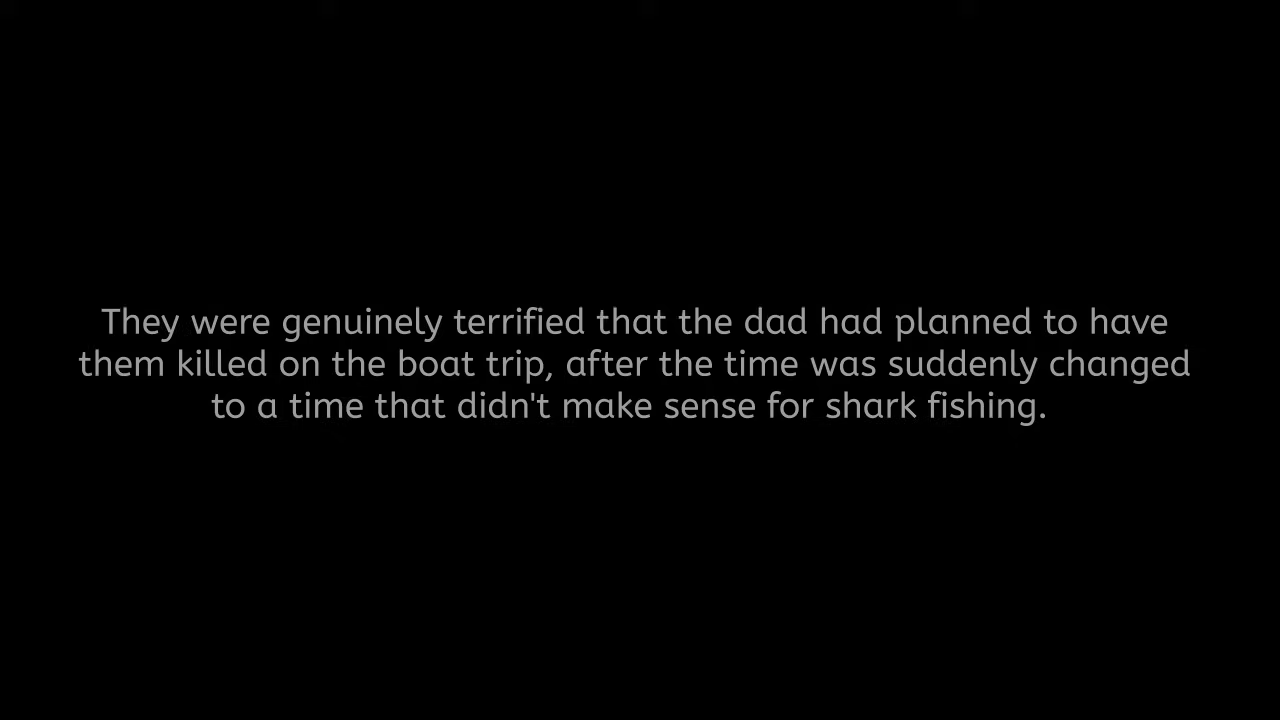 They were genuinely terrified that the dad had planned to have
them killed on the boat trip, after the time was suddenly changed
to a time that didn't make sense for shark fishing.